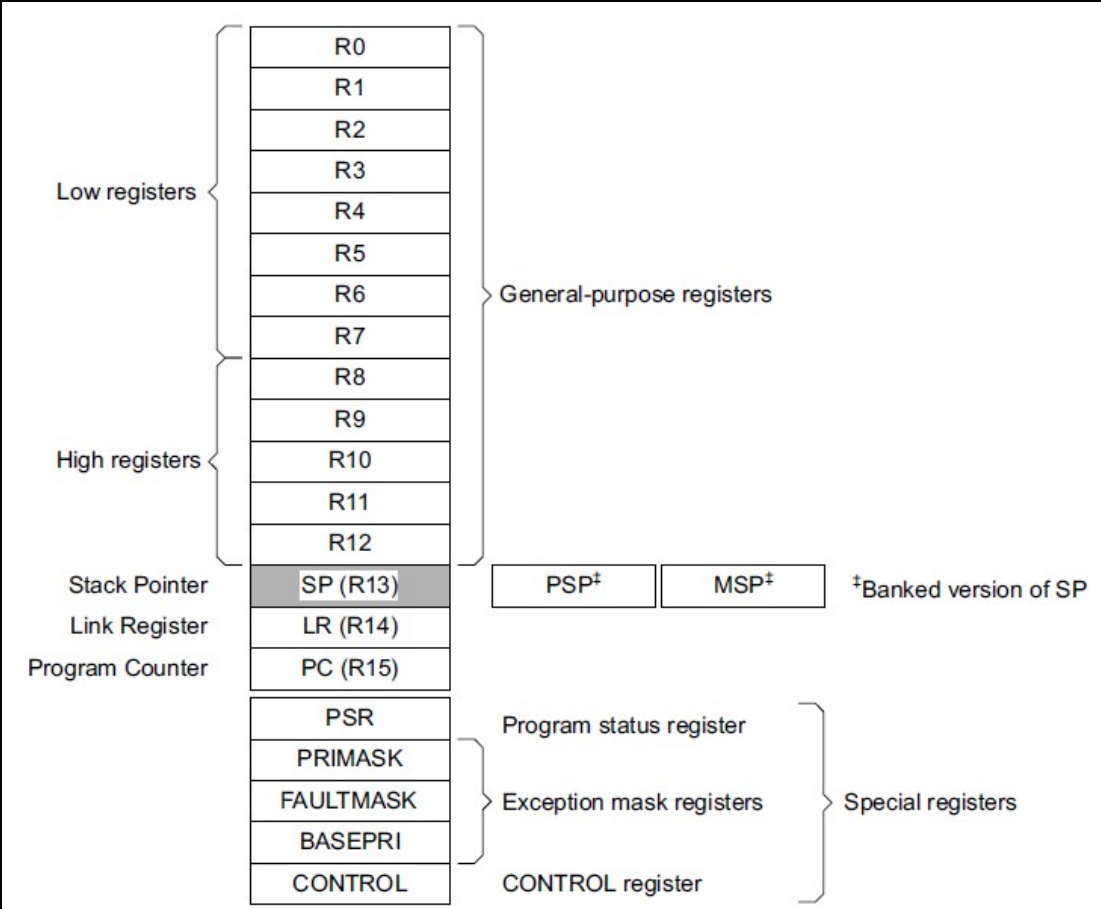 R0
R1
R2
R3
Low registers
R4
R5
R6
General-purpose registers
R7
R8
R9
High registers
R10
R11
R12
Stack Pointer SP (R13) PSP‡ MSP‡ ‡Banked version of SP
Link Register LR (R14)
Program Counter PC (R15)
PSR Program status register
PRIMASK
FAULTMASK Exception mask registers Special registers
BASEPRI
CONTROL CONTROL register